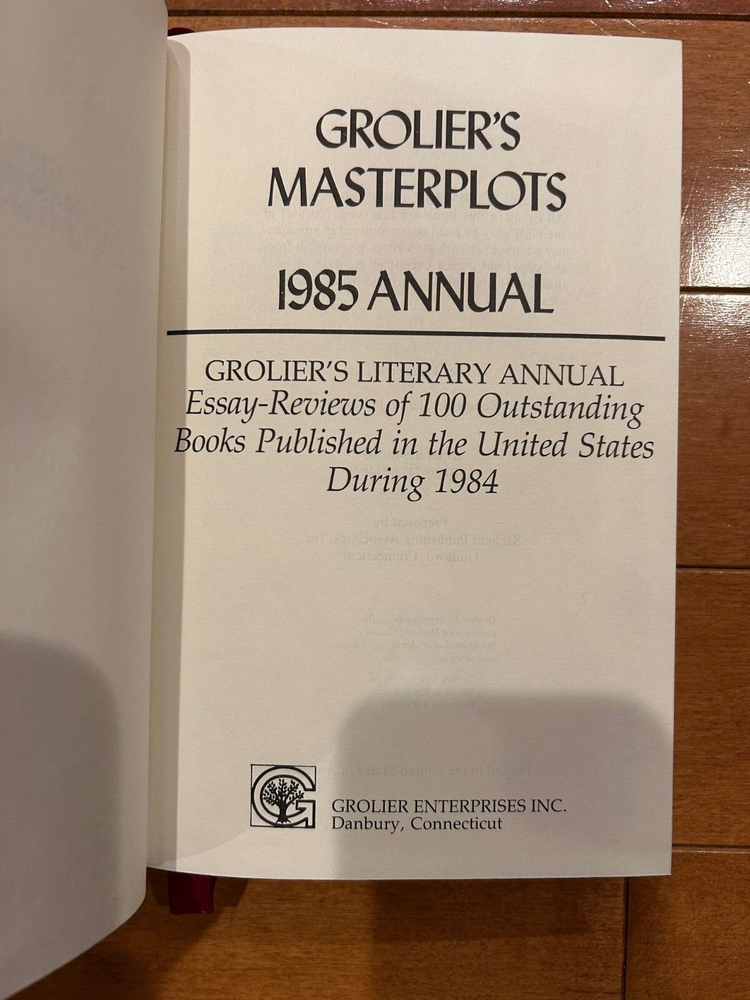 GROLIER'S
MASTERPLOTS
1985 ANNUAL
GROLIER'S LITERARY ANNUAL
Essay-Reviews of 100 Outstanding
Books Published in the United States
During 1984
G
GROLIER ENTERPRISES INC.
Danbury, Connecticut